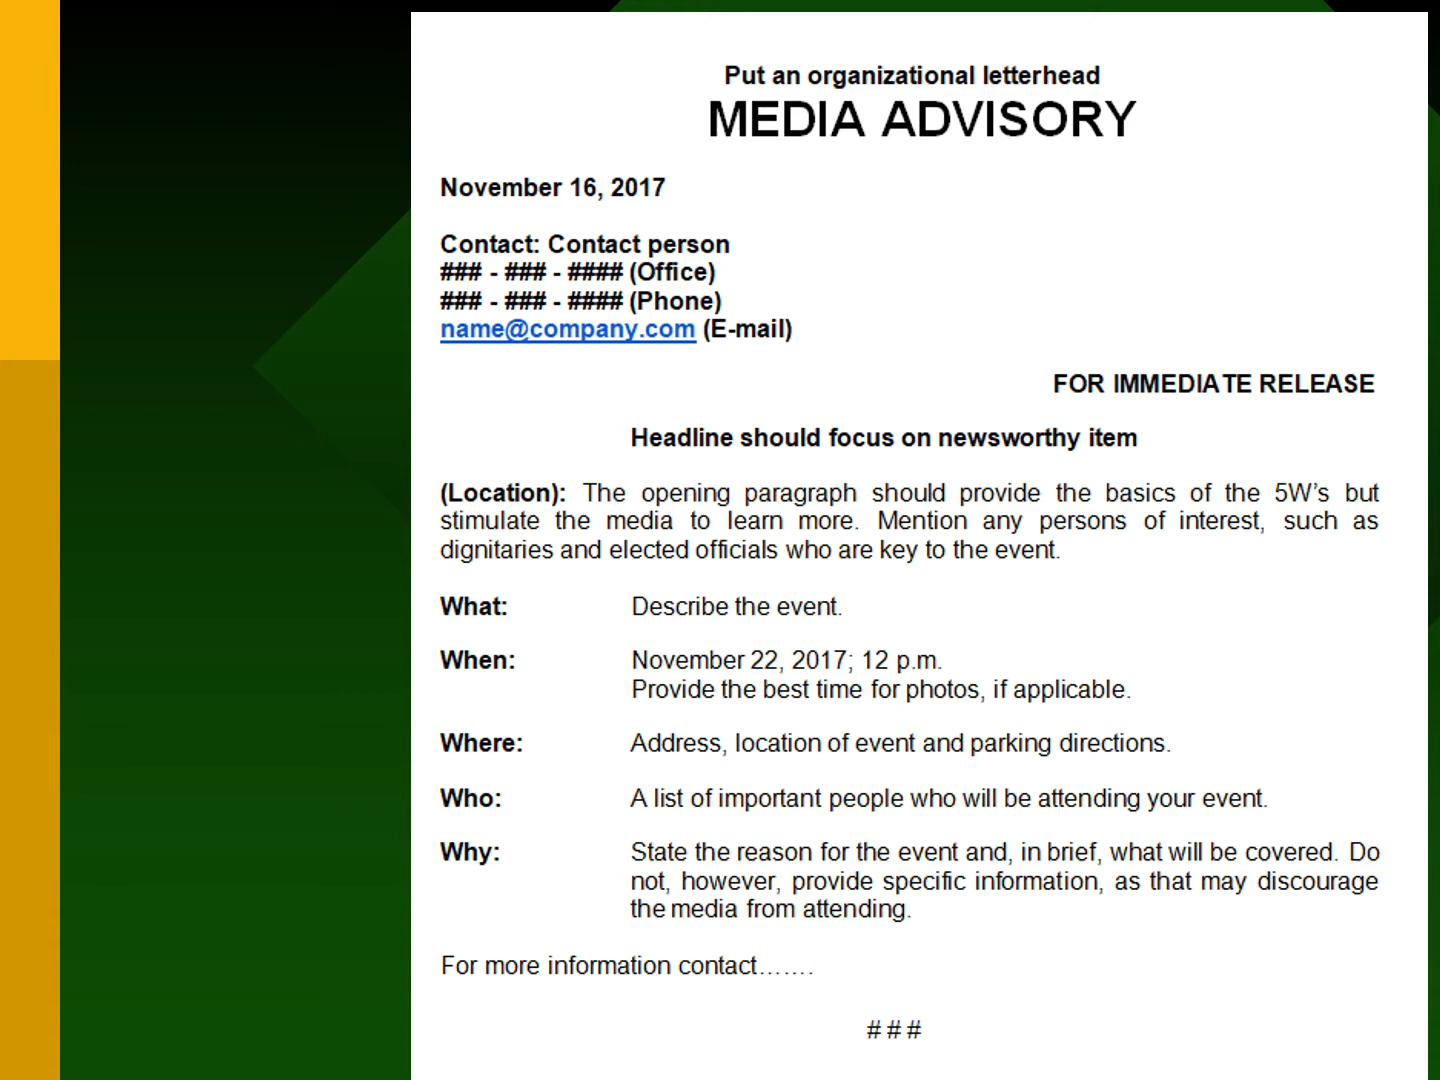 Put an organizational letterhead
MEDIA ADVISORY
November 16, 2017
Contact: Contact person
### - ### - #### (Office)
### - ### - #### (Phone)
name@company.com (E-mail)
FOR IMMEDIATE RELEASE
Headline should focus on newsworthy item
(Location): The opening paragraph should provide the basics of the 5W’s but
stimulate the media to learn more. Mention any persons of interest, such as
dignitaries and elected officials who are key to the event.
What: Describe the event.
When: November 22, 2017; 12 p.m.
Provide the best time for photos, if applicable.
Where: Address, location of event and parking directions.
Who: A list of important people who will be attending your event.
Why: State the reason for the event and, in brief, what will be covered. Do
not, however, provide specific information, as that may discourage
the media from attending.
For more information contact…….
# # #